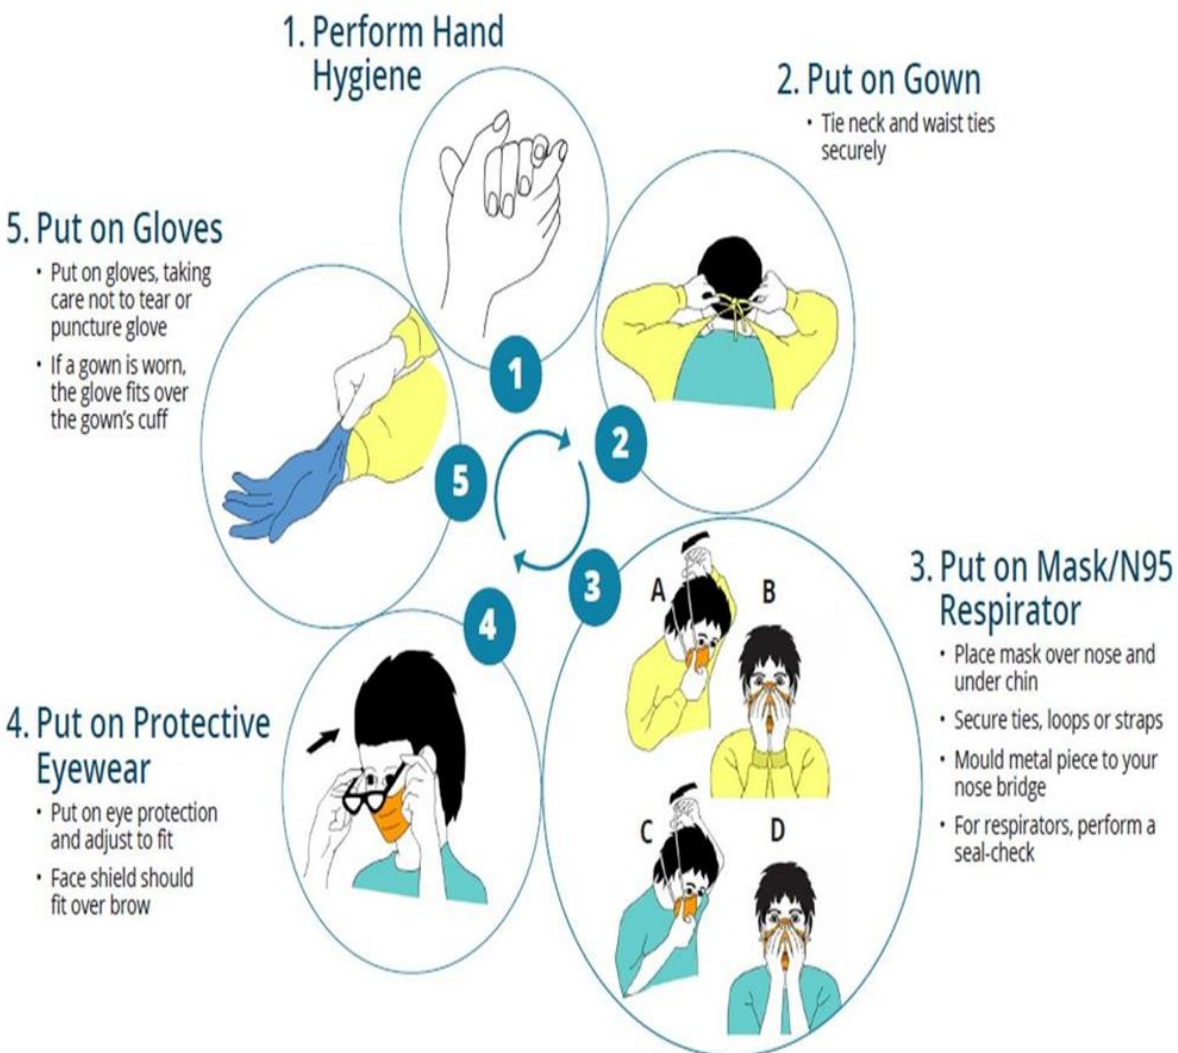 1. Perform Hand
Hygiene
2. Put on Gown
• Tie neck and waist ties
securely
3. Put on Mask/N95
Respirator
• Place mask over nose and
under chin
• Secure ties, loops or straps
• Mould metal piece to your
nose bridge
• For respirators, perform a
seal-check
4. Put on Protective
Eyewear
• Put on eye protection
and adjust to fit
• Face shield should
fit over brow
5. Put on Gloves
• Put on gloves, taking
care not to tear or
puncture glove
• If a gown is worn,
the glove fits over
the gown's cuff
1
2
3
4
5
A
B
C
D